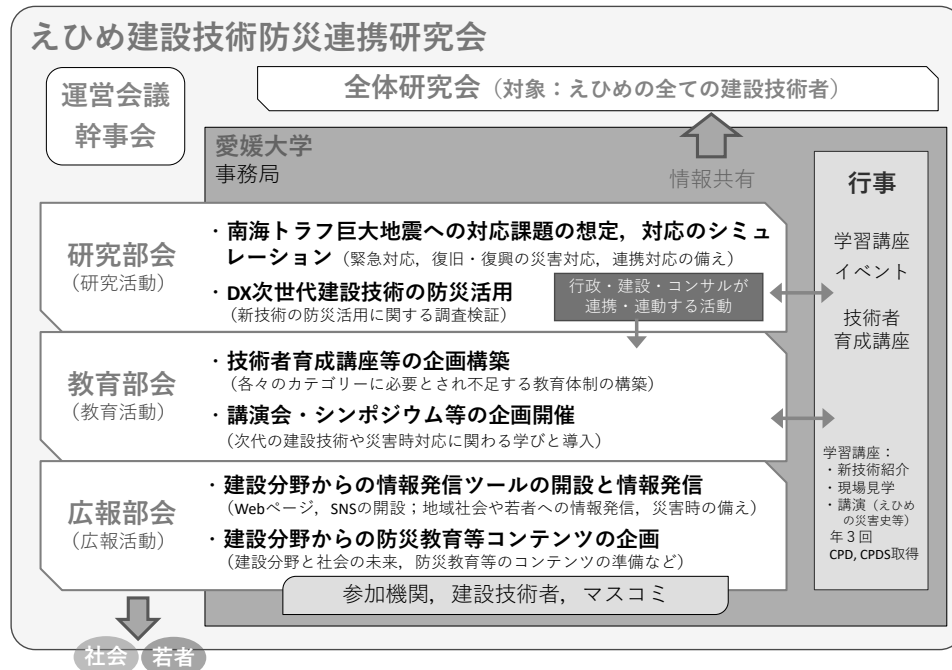 えひめ建設技術防災連携研究会
運営会議
幹事会
全体研究会（対象：えひめの全ての建設技術者）
愛媛大学
事務局
情報共有
研究部会
（研究活動）
・南海トラフ巨大地震への対応課題の想定，対応のシミュ
レーション（緊急対応，復旧・復興の災害対応，連携対応の備え）
・DX次世代建設技術の防災活用
（新技術の防災活用に関する調査検証）
行政・建設・コンサルが
連携・連動する活動
教育部会
（教育活動）
・技術者育成講座等の企画構築
（各々のカテゴリーに必要とされ不足する教育体制の構築）
・講演会・シンポジウム等の企画開催
（次代の建設技術や災害時対応に関わる学びと導入）
広報部会
（広報活動）
・建設分野からの情報発信ツールの開設と情報発信
（Webページ，SNSの開設；地域社会や若者への情報発信，災害時の備え）
・建設分野からの防災教育等コンテンツの企画
（建設分野と社会の未来，防災教育等のコンテンツの準備など）
参加機関，建設技術者，マスコミ
行事
学習講座
イベント
技術者
育成講座
学習講座：
・新技術紹介
・現場見学
・講演（えひめ
の災害史等）
年３回
CPD, CPDS取得
社会
若者